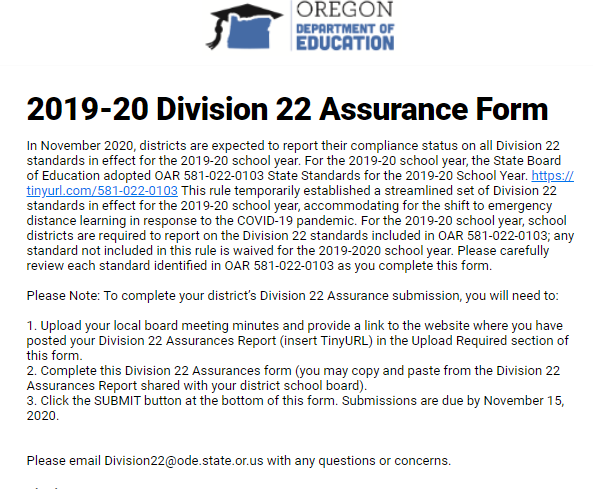 OREGON
DEPARTMENT OF
EDUCATION
2019-20 Division 22 Assurance Form
In November 2020, districts are expected to report their compliance status on all Division 22
standards in effect for the 2019-20 school year. For the 2019-20 school year, the State Board
of Education adopted OAR 581-022-0103 State Standards for the 2019-20 School Year. https://
tinyurl.com/581-022-0103 This rule temporarily established a streamlined set of Division 22
standards in effect for the 2019-20 school year, accommodating for the shift to emergency
distance learning in response to the COVID-19 pandemic. For the 2019-20 school year, school
districts are required to report on the Division 22 standards included in OAR 581-022-0103; any
standard not included in this rule is waived for the 2019-2020 school year. Please carefully
review each standard identified in OAR 581-022-0103 as you complete this form.
Please Note: To complete your district's Division 22 Assurance submission, you will need to:
1. Upload your local board meeting minutes and provide a link to the website where you have
posted your Division 22 Assurances Report (insert TinyURL) in the Upload Required section of
this form.
2. Complete this Division 22 Assurances form (you may copy and paste from the Division 22
Assurances Report shared with your district school board).
3. Click the SUBMIT button at the bottom of this form. Submissions are due by November 15,
2020.
Please email Division22@ode.state.or.us with any questions or concerns.